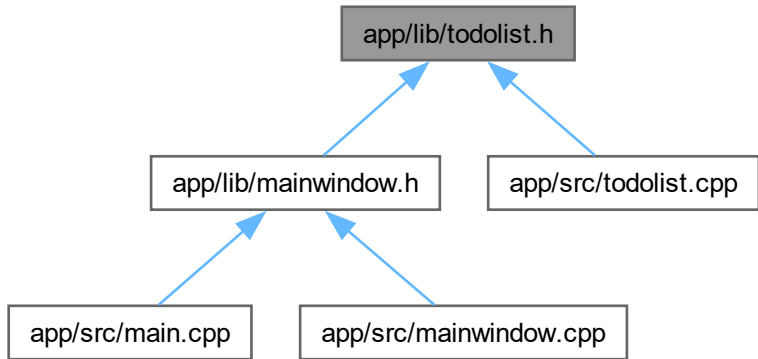 app/lib/todolist.h
app/lib/mainwindow.h
app/src/todolist.cpp
app/src/main.cpp
app/src/mainwindow.cpp